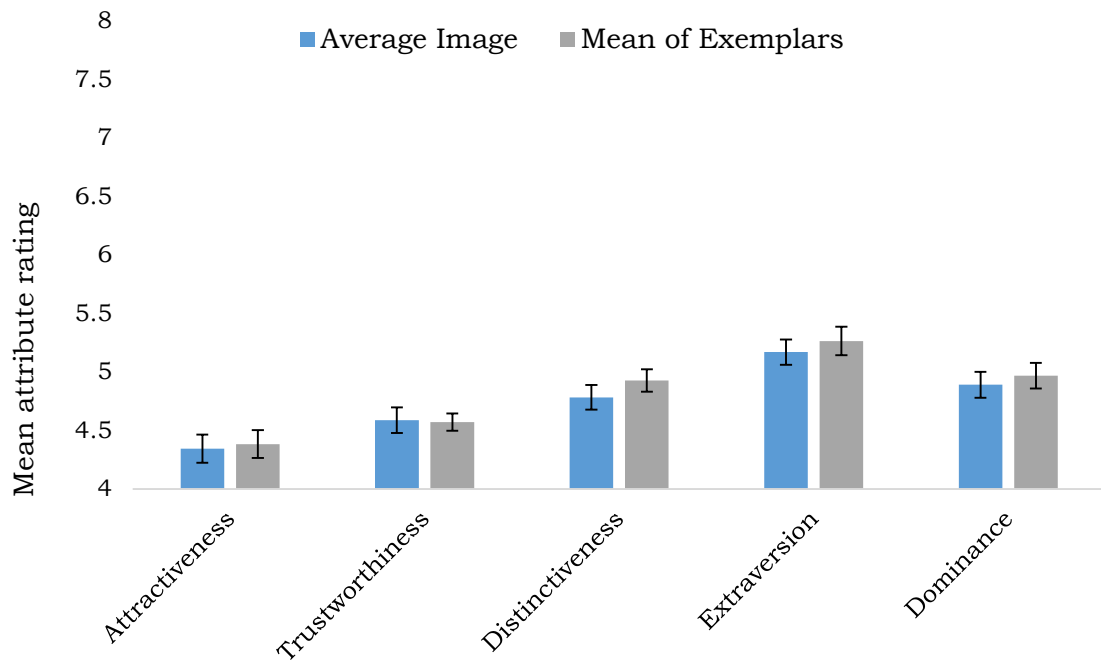 8
Average Image Mean of Exemplars
7.5
7
6.5
6
5.5
5
4.5
4
Mean attribute rating
Attractiveness
Trustworthiness
Distinctiveness
Extraversion
Dominance